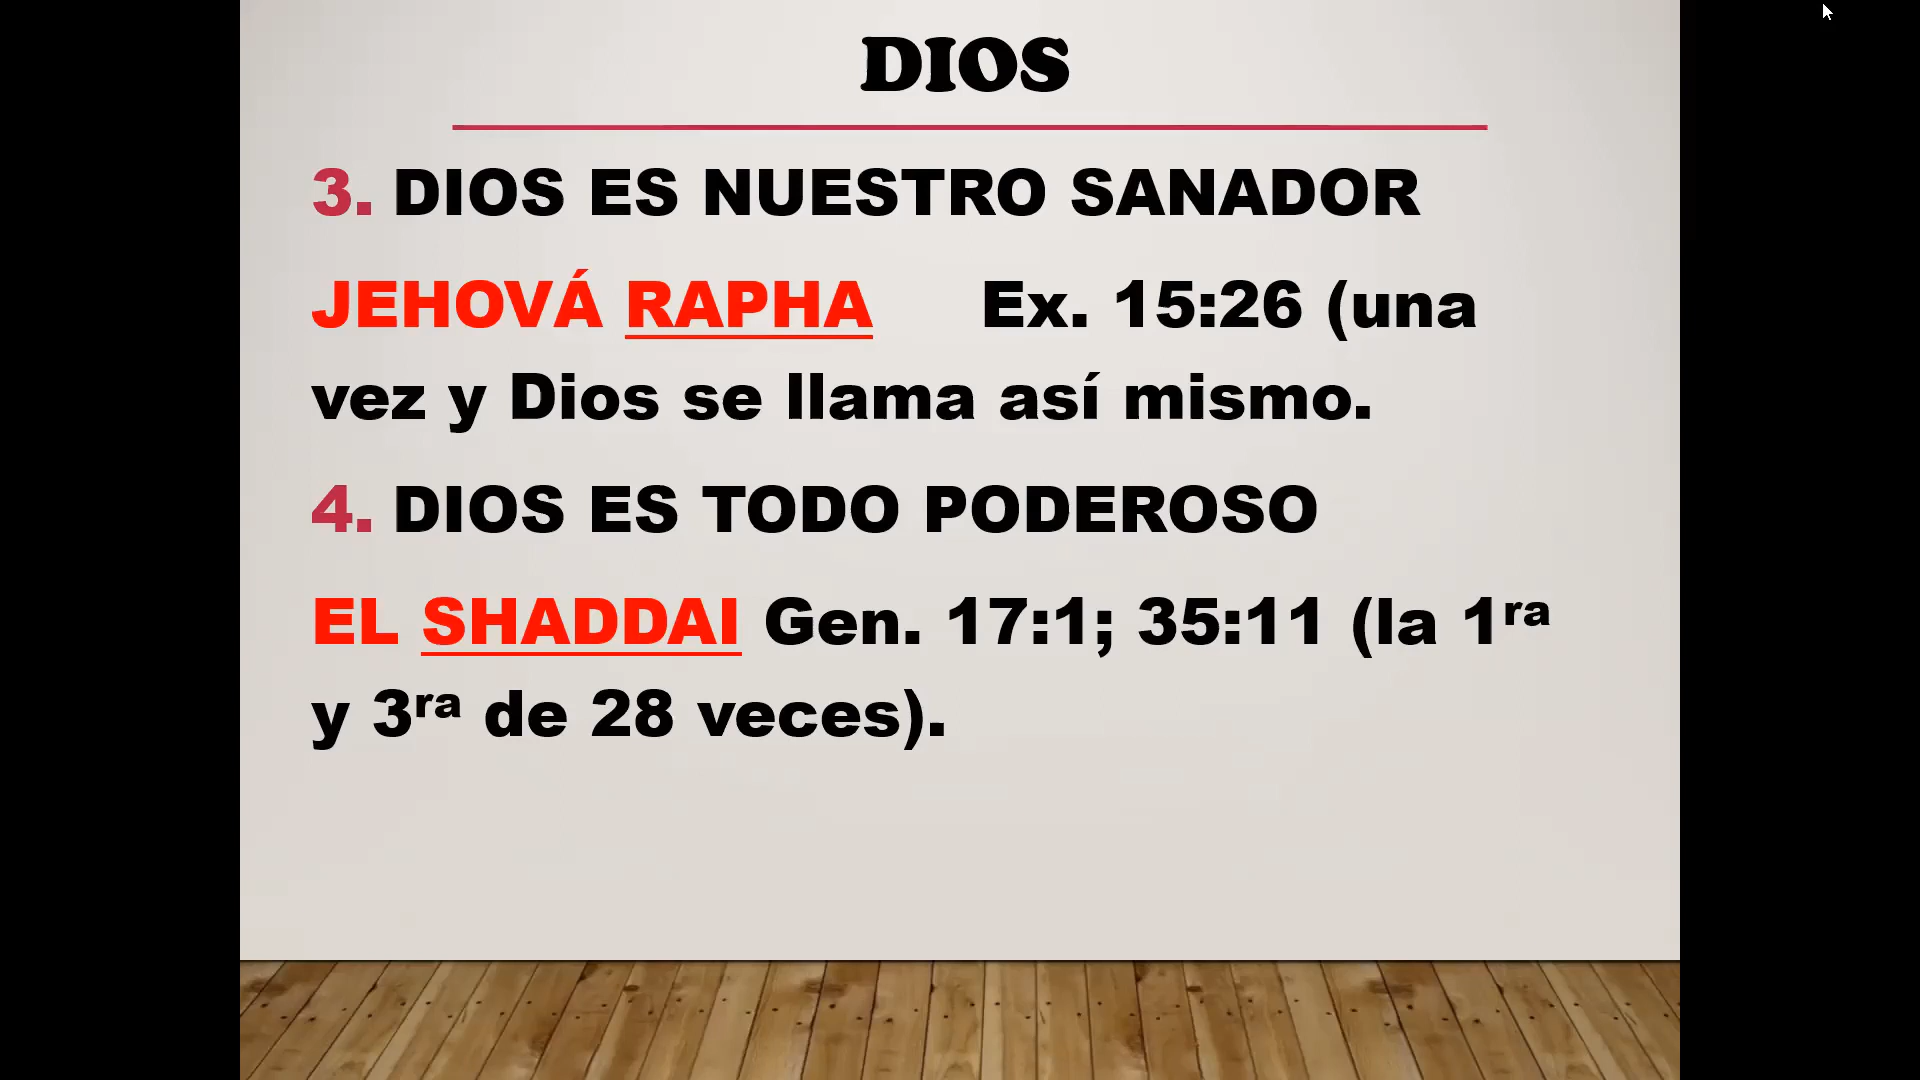 DIOS
3. DIOS ES NUESTRO SANADOR
JEHOVÁ RAPHA Ex. 15:26 (una
vez y Dios se llama así mismo.
4. DIOS ES TODO PODEROSO
EL SHADDAI Gen. 17:1; 35:11 (la 1ra
y 3ra de 28 veces).